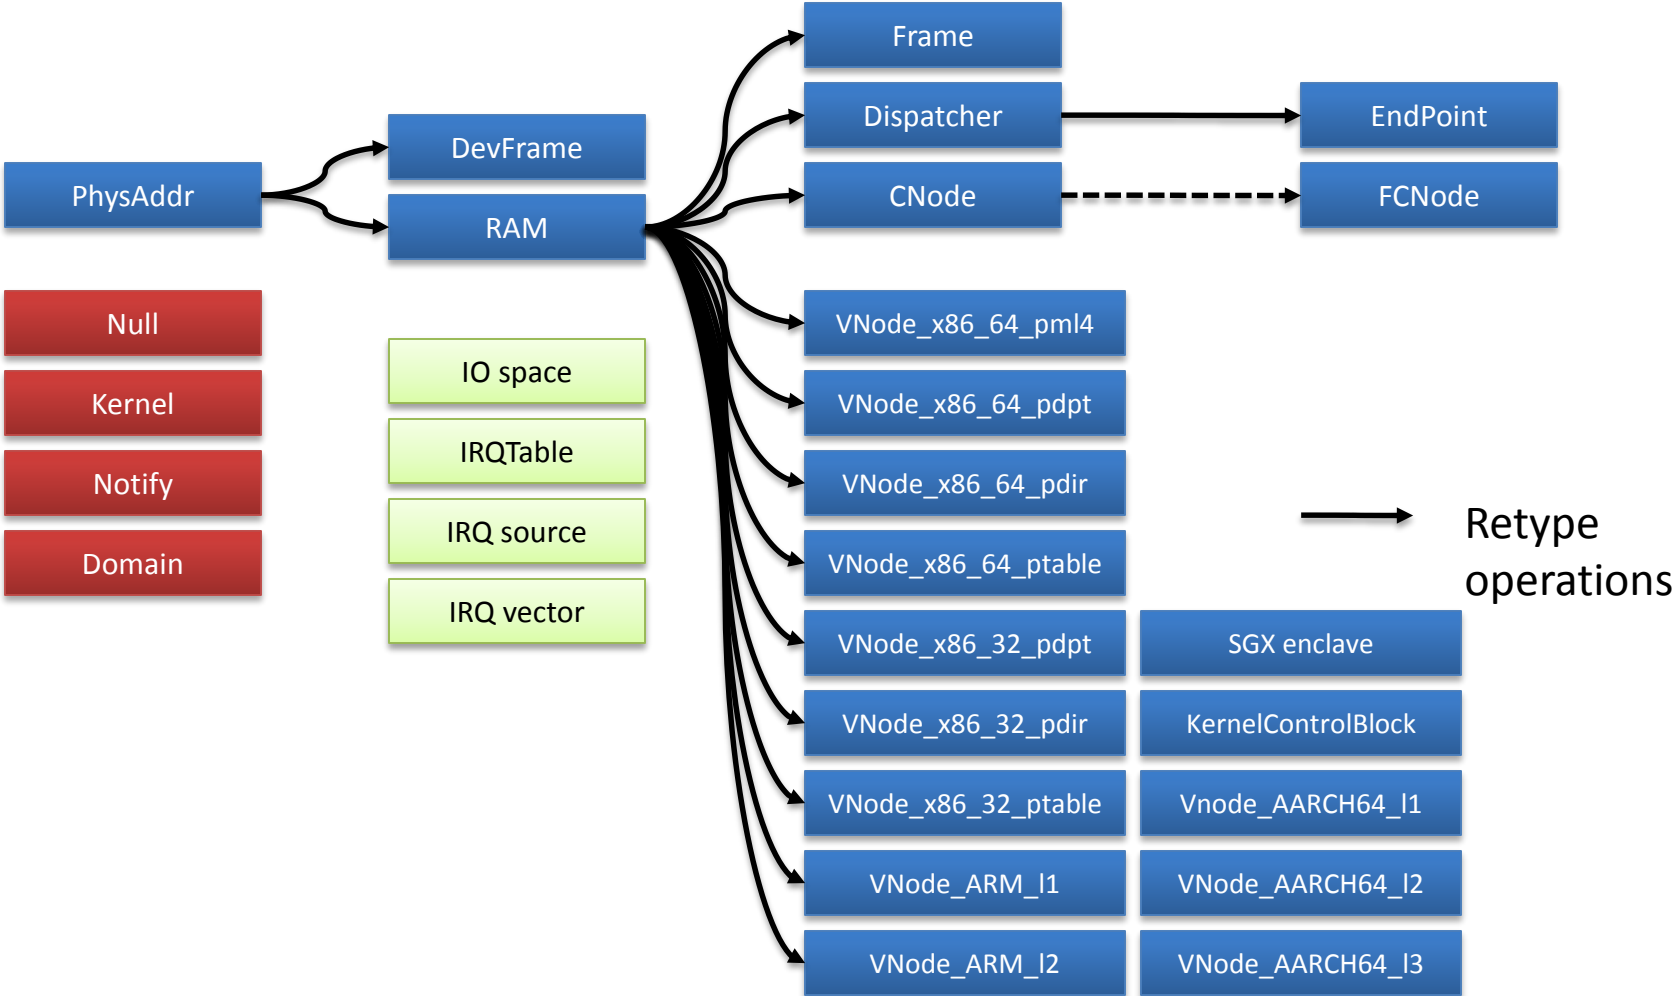 Frame
Dispatcher
EndPoint
DevFrame
PhysAddr
CNode
FCNode
RAM
Null
VNode_x86_64_pml4
IO space
Kernel
VNode_x86_64_pdpt
IRQTable
Notify
VNode_x86_64_pdir
IRQ source
Retype
operations
Domain
VNode_x86_64_ptable
IRQ vector
VNode_x86_32_pdpt
SGX enclave
VNode_x86_32_pdir
KernelControlBlock
VNode_x86_32_ptable
Vnode_AARCH64_l1
VNode_ARM_l1
VNode_AARCH64_l2
VNode_ARM_l2
VNode_AARCH64_l3